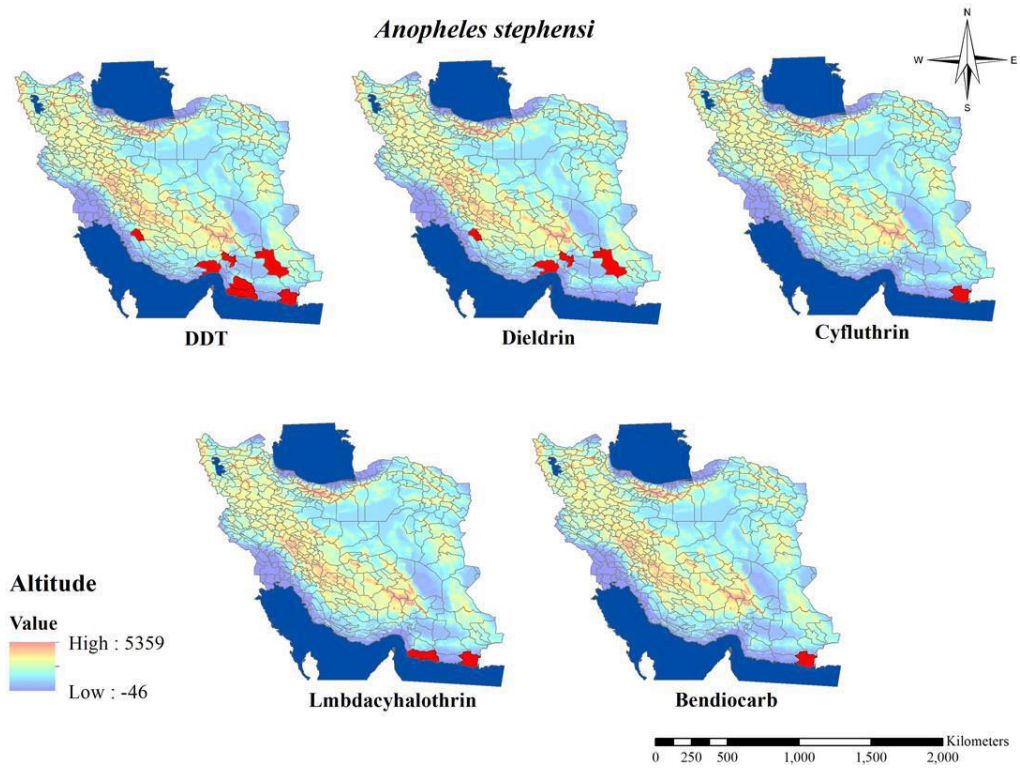 Anopheles stephensi
N
W E
S
DDT
Dieldrin
Cyfluthrin
Lmbdacyhalothrin
Bendiocarb
Altitude
Value
High : 5359
Low : -46
Kilometers
0 250 500 1,000 1,500 2,000